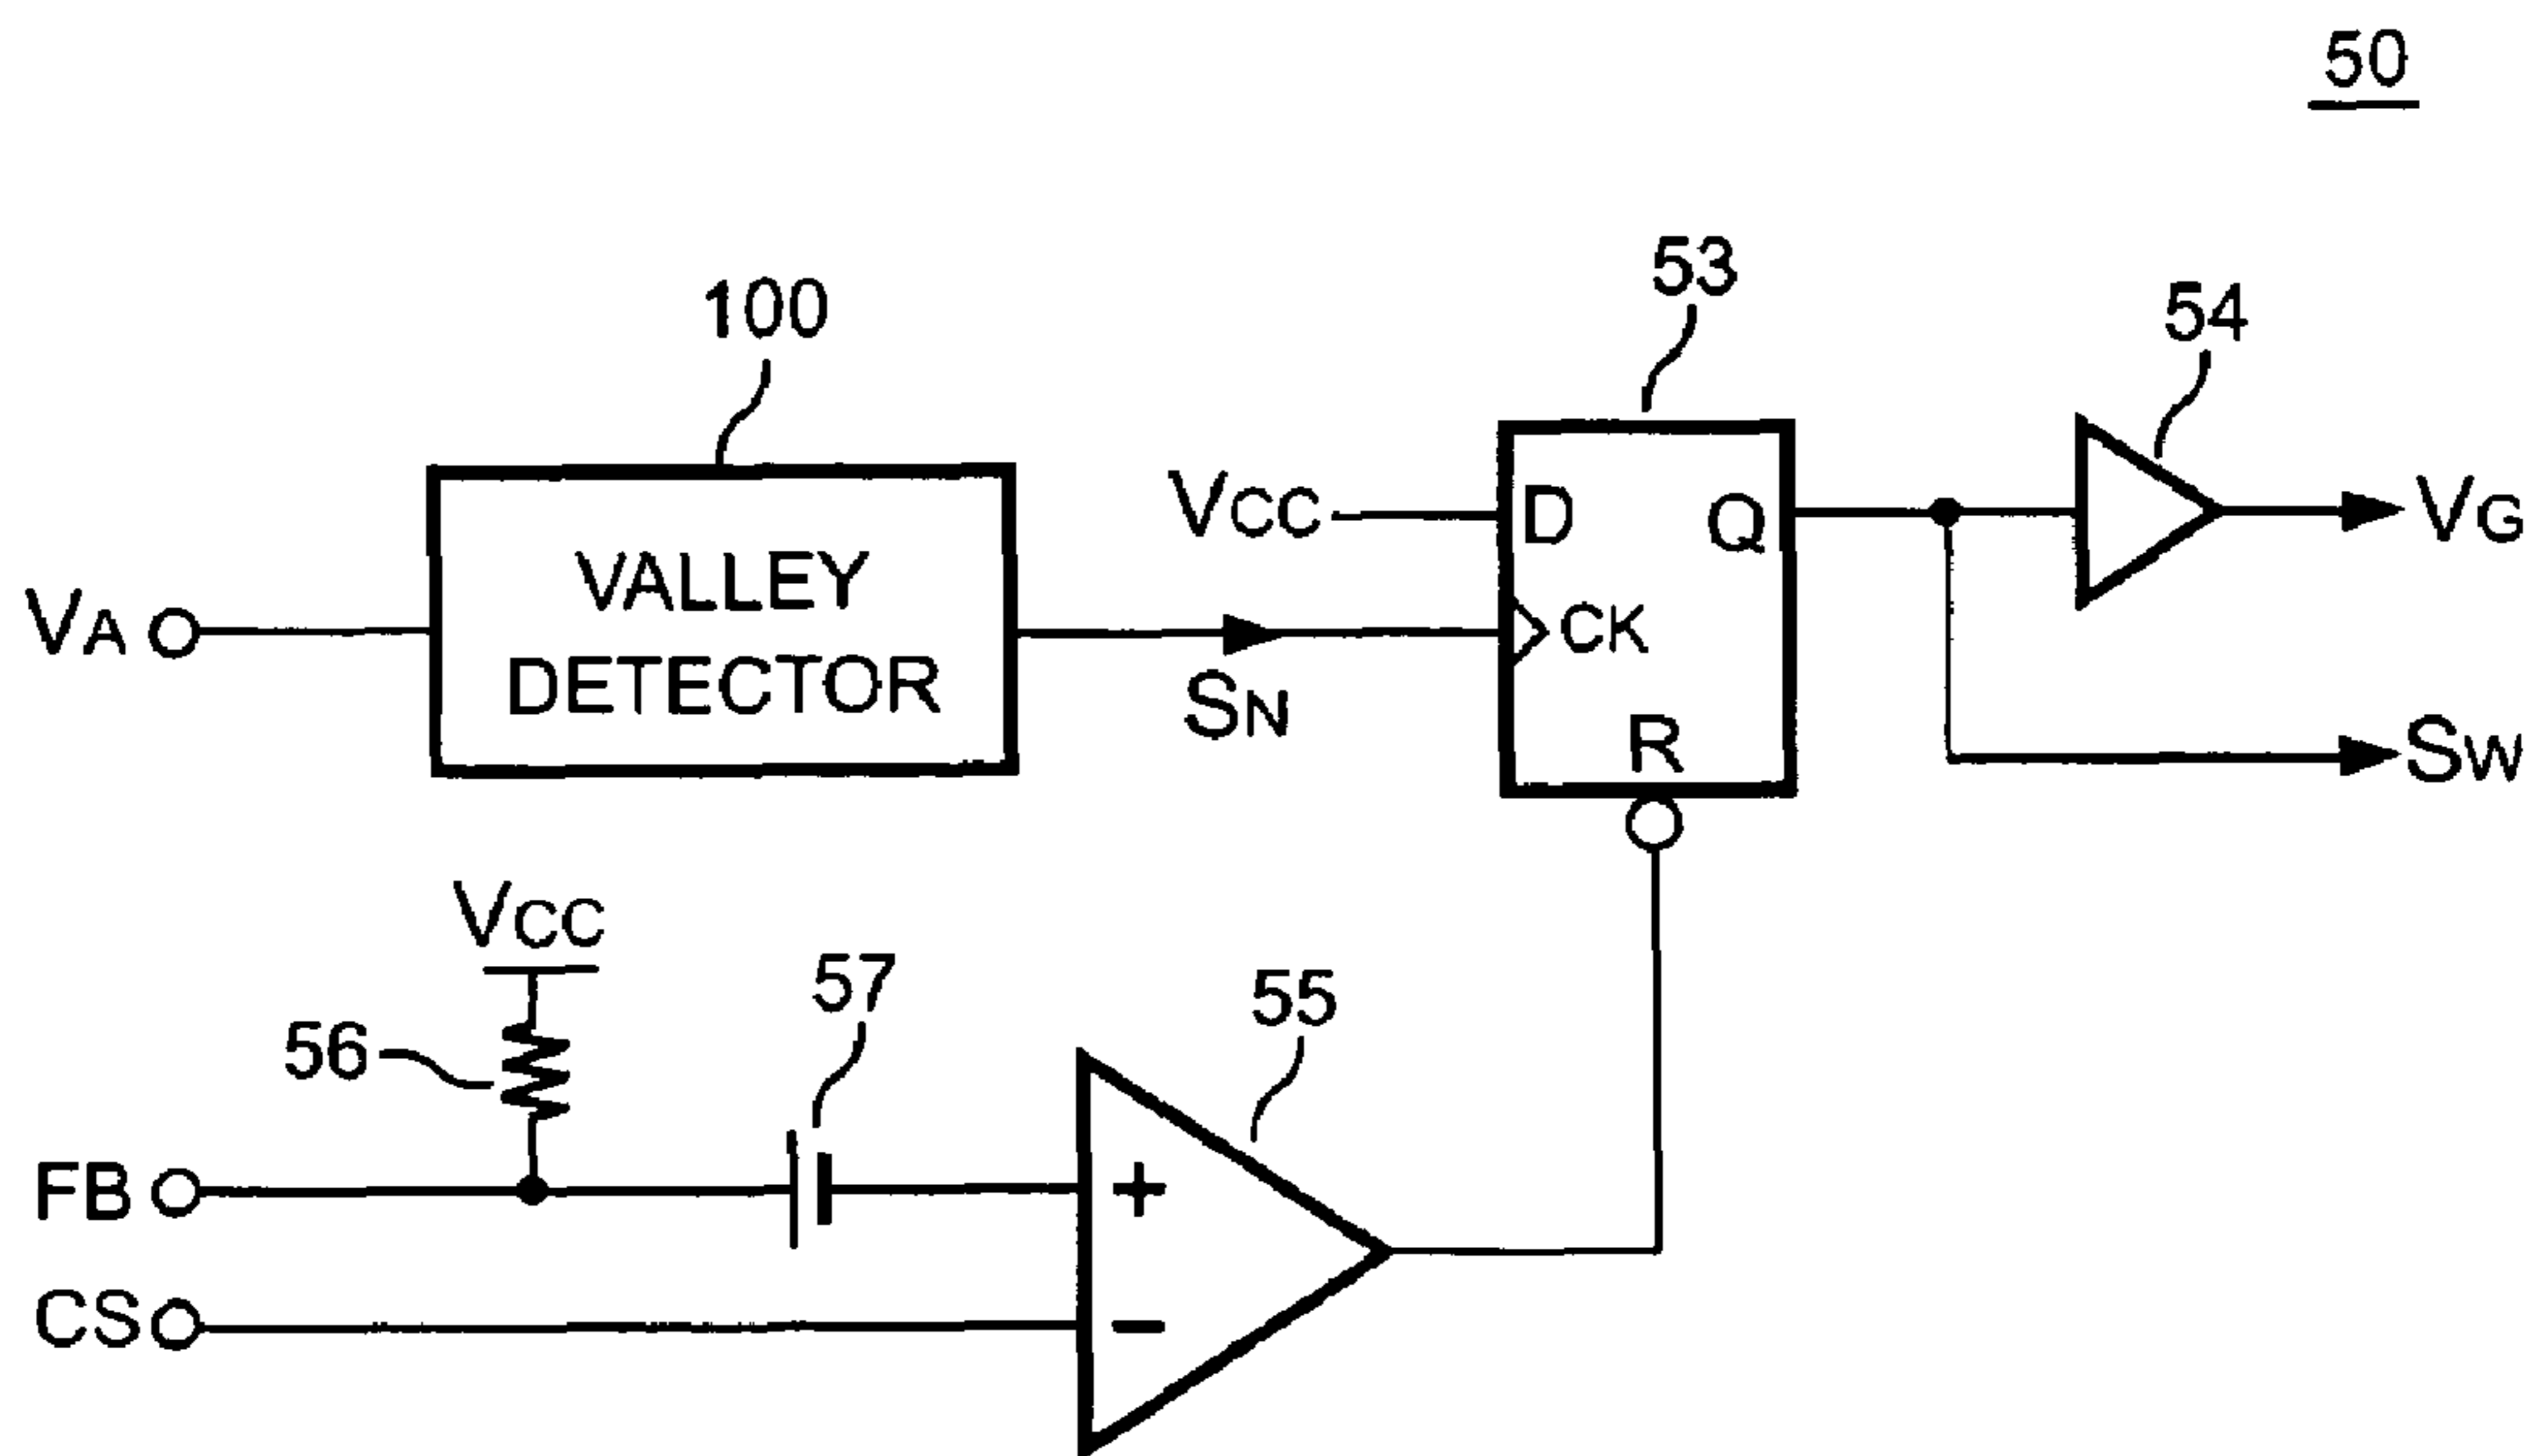 50
100
53
54
VCC
D
Q
VG
VALLEY
DETECTOR
VA
CK
SN
R
SW
VCC
57
55
56
FB
+
CS
−